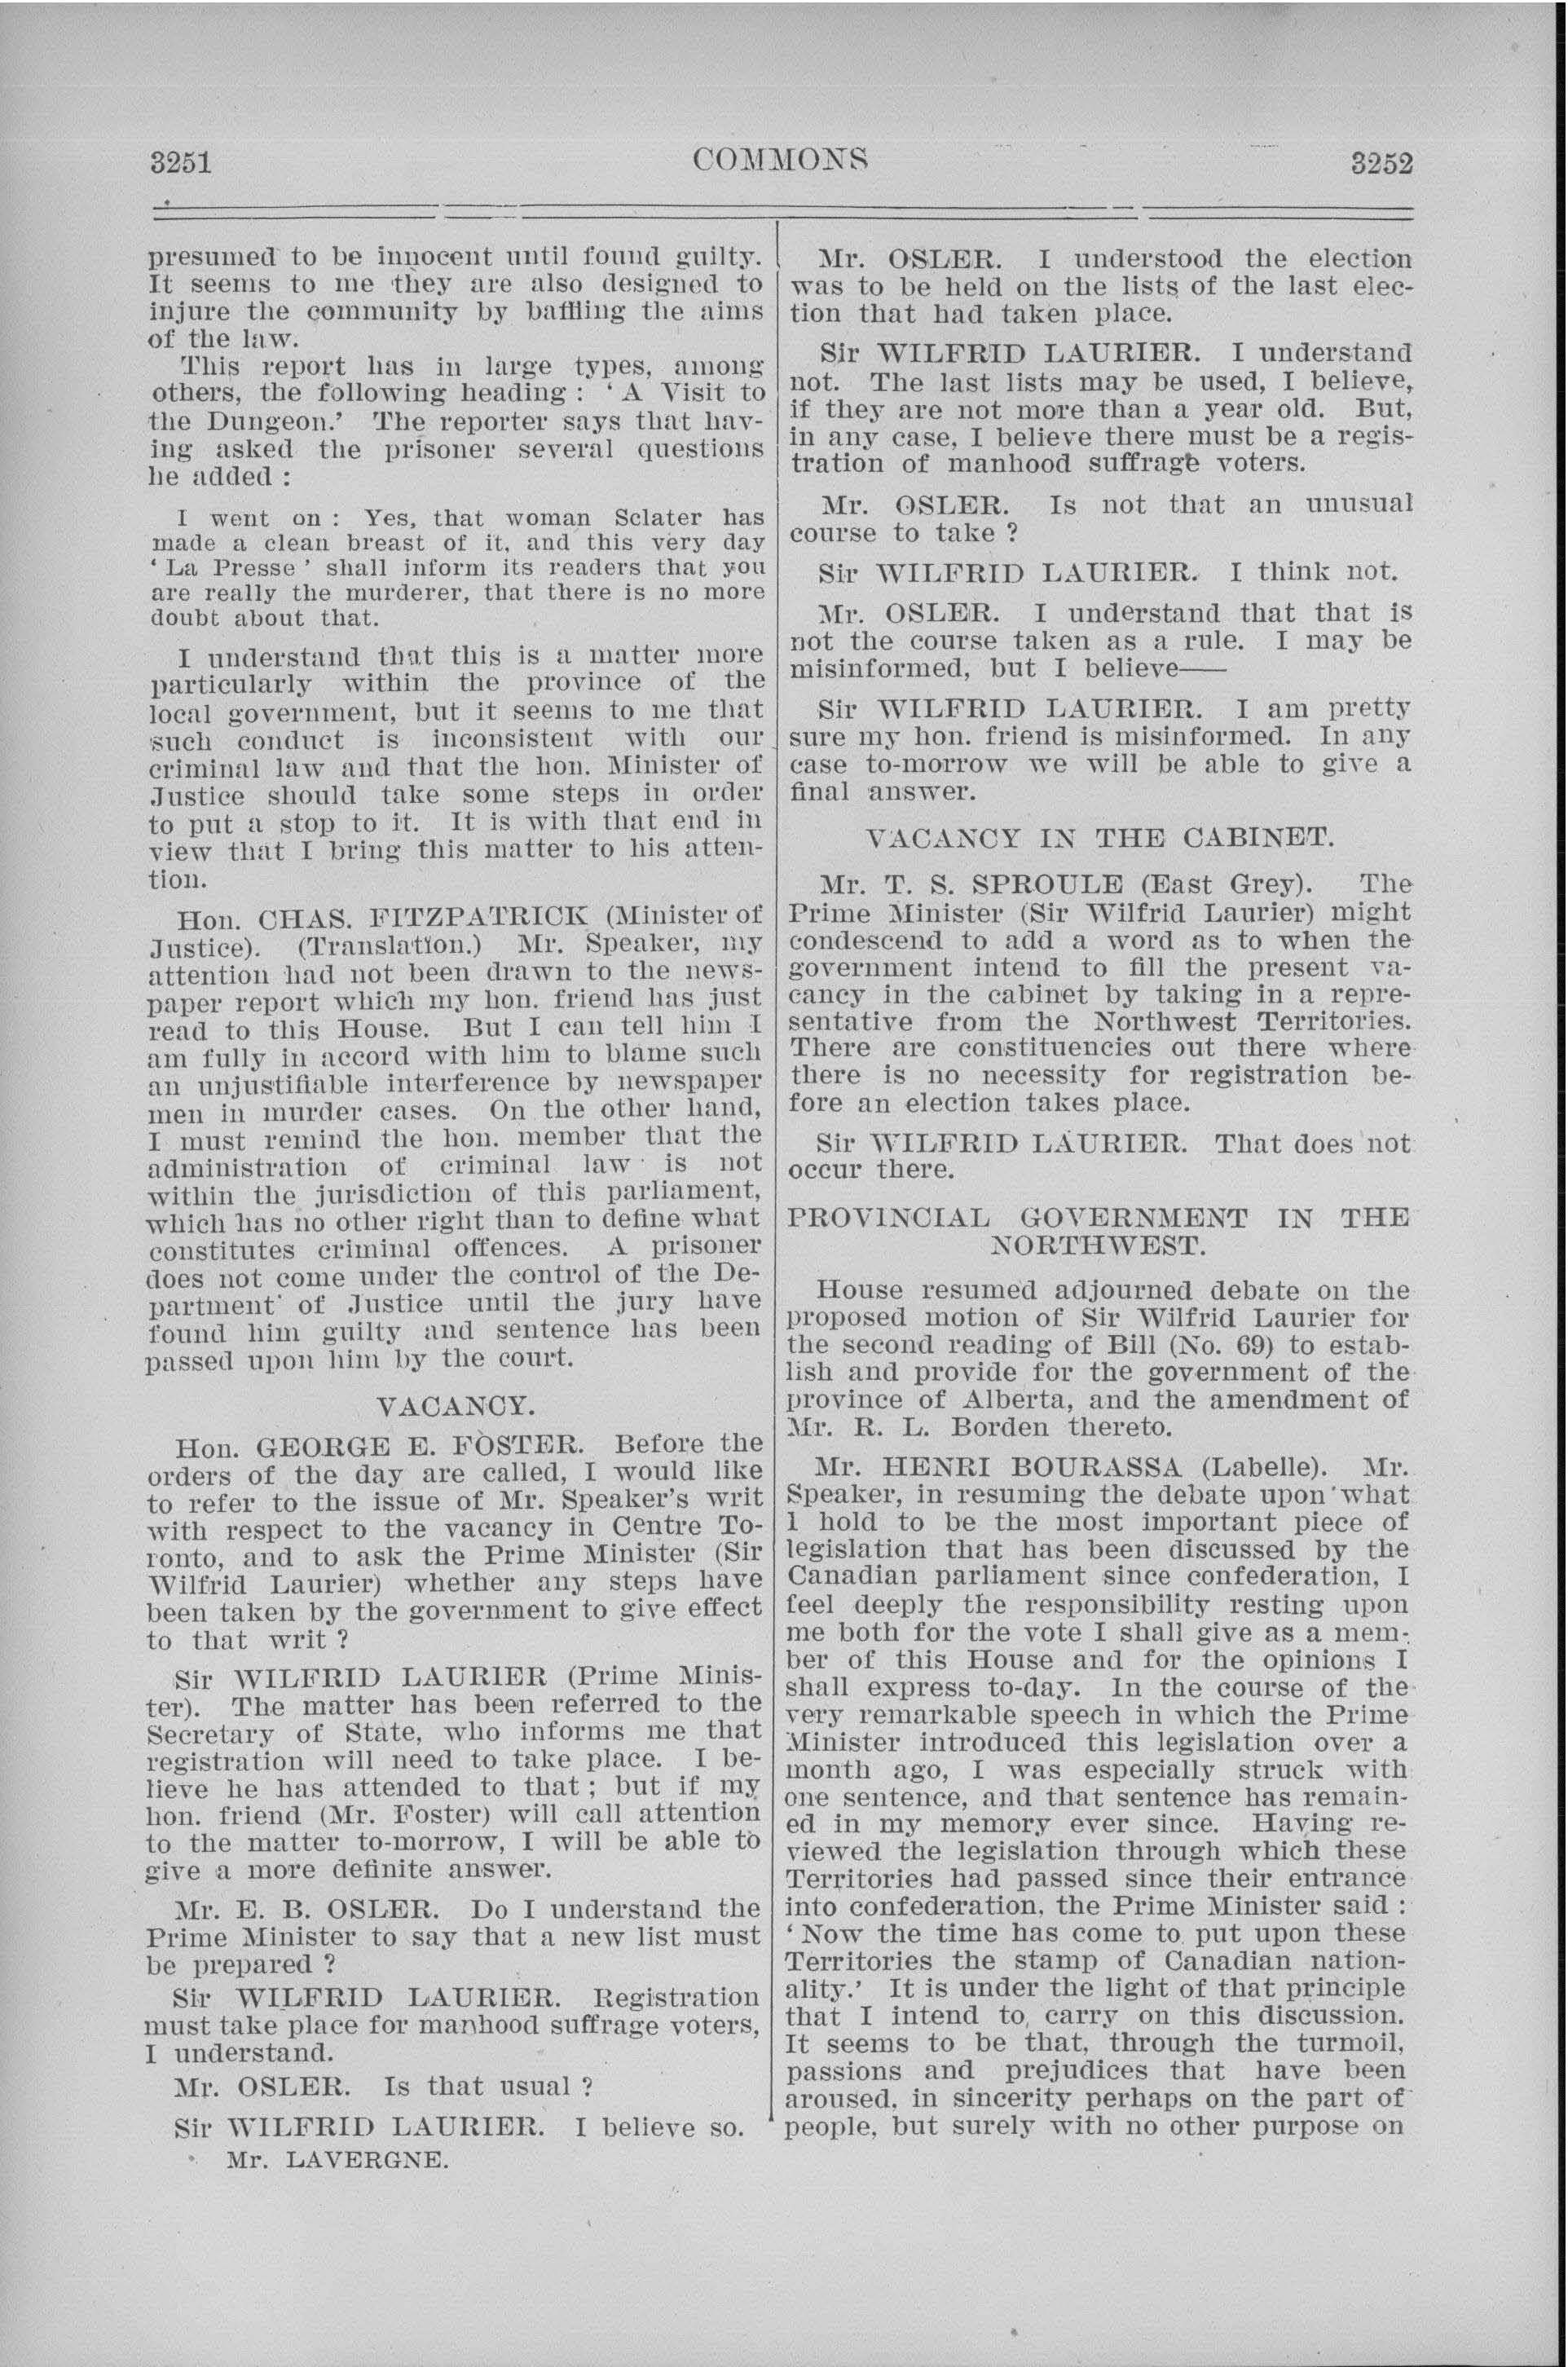 3251
COMMONS
3252
presumed to be innocent until found guilty.
It seems to me they are also designed to
injure the community by baffling the aims
of the law.
This report has in large types, among
others, the following heading : ‘ A Visit to
the Dungeon.’ The reporter says that hav-
ing asked the prisoner several questions
he added :
I went on : Yes, that woman Sclater has
made a clean breast of it, and this very day
‘ La Presse ’ shall inform its readers that you
are really the murderer, that there is no more
doubt about that.
I understand that this is a matter more
particularly within the province of the
local government, but it seems to me that
such conduct is inconsistent with our
criminal law and that the hon. Minister of
Justice should take some steps in order
to put a stop to it. It is with that end in
view that I bring this matter to his atten-
tion.
Hon. CHAS. FITZPATRICK (Minister of
Justice). (Translation.) Mr. Speaker, my
attention had not been drawn to the news-
paper report which my hon. friend has just
read to this House. But I can tell him I
am fully in accord with him to blame such
an unjustifiable interference by newspaper
men in murder cases. On the other hand,
I must remind the hon. member that the
administration of criminal law is not
within the jurisdiction of this parliament,
which has no other right than to define what
constitutes criminal offences. A prisoner
does not come under the control of the De-
partment of Justice until the jury have
found him guilty and sentence has been
passed upon him by the court.
VACANCY.
Hon. GEORGE E. FOSTER. Before the
orders of the day are called, I would like
to refer to the issue of Mr. Speaker's writ
with respect to the vacancy in Centre To-
ronto, and to ask the Prime Minister (Sir
Wilfrid Laurier) whether any steps have
been taken by the government to give effect
to that writ ?
Sir WILFRID LAURIER (Prime Minis-
ter). The matter has been referred to the
Secretary of State, who informs me that
registration will need to take place. I be-
lieve he has attended to that ; but if my
hon. friend (Mr. Foster) will call attention
to the matter to-morrow, I will be able to
give a more definite answer.
Mr. E. B. OSLER. Do I understand the
Prime Minister to say that a new list must
be prepared ?
Sir WILFRID LAURIER. Registration
must take place for manhood suffrage voters,
I understand.
Mr. OSLER. Is that usual ?
Sir WILFRID LAURIER. I believe so.
Mr. LAVERGNE.
Mr. OSLER. I understood the election
was to be held on the lists of the last elec-
tion that had taken place.
Sir WILFRID LAURIER. I understand
not. The last lists may be used, I believe,
if they are not more than a year old. But,
in any case, I believe there must be a regis-
tration of manhood suffrage voters.
Mr. OSLER. Is not that an unusual
course to take ?
Sir WILFRID LAURIER. I think not.
Mr. OSLER. I understand that that is
not the course taken as a rule. I may be
misinformed, but I believe——
Sir WILFRID LAURIER. I am pretty
sure my hon. friend is misinformed. In any
case to-morrow we will be able to give a
final answer.
VACANCY IN THE CABINET.
Mr. T. S. SPROULE (East Grey). The
Prime Minister (Sir Wilfrid Laurier) might
condescend to add a word as to when the
government intend to fill the present va-
cancy in the cabinet by taking in a repre-
sentative from the Northwest Territories.
There are constituencies out there where
there is no necessity for registration be-
fore an election takes place.
Sir WILFRID LAURIER. That does not
occur there.
PROVINCIAL GOVERNMENT IN THE
NORTHWEST.
House resumed adjourned debate on the
proposed motion of Sir Wilfrid Laurier for
the second reading of Bill (No. 69) to estab-
lish and provide for the government of the
province of Alberta, and the amendment of
Mr. R. L. Borden thereto.
Mr. HENRI BOURASSA (Labelle). Mr.
Speaker, in resuming the debate upon what
I hold to be the most important piece of
legislation that has been discussed by the
Canadian parliament since confederation, I
feel deeply the responsibility resting upon
me both for the vote I shall give as a mem-
ber of this House and for the opinions I
shall express to-day. In the course of the
very remarkable speech in which the Prime
Minister introduced this legislation over a
month ago, I was especially struck with
one sentence, and that sentence has remain-
ed in my memory ever since. Having re-
viewed the legislation through which these
Territories had passed since their entrance
into confederation, the Prime Minister said :
‘ Now the time has come to put upon these
Territories the stamp of Canadian nation-
ality.’ It is under the light of that principle
that I intend to carry on this discussion.
It seems to be that, through the turmoil,
passions and prejudices that have been
aroused, in sincerity perhaps on the part of
people, but surely with no other purpose on